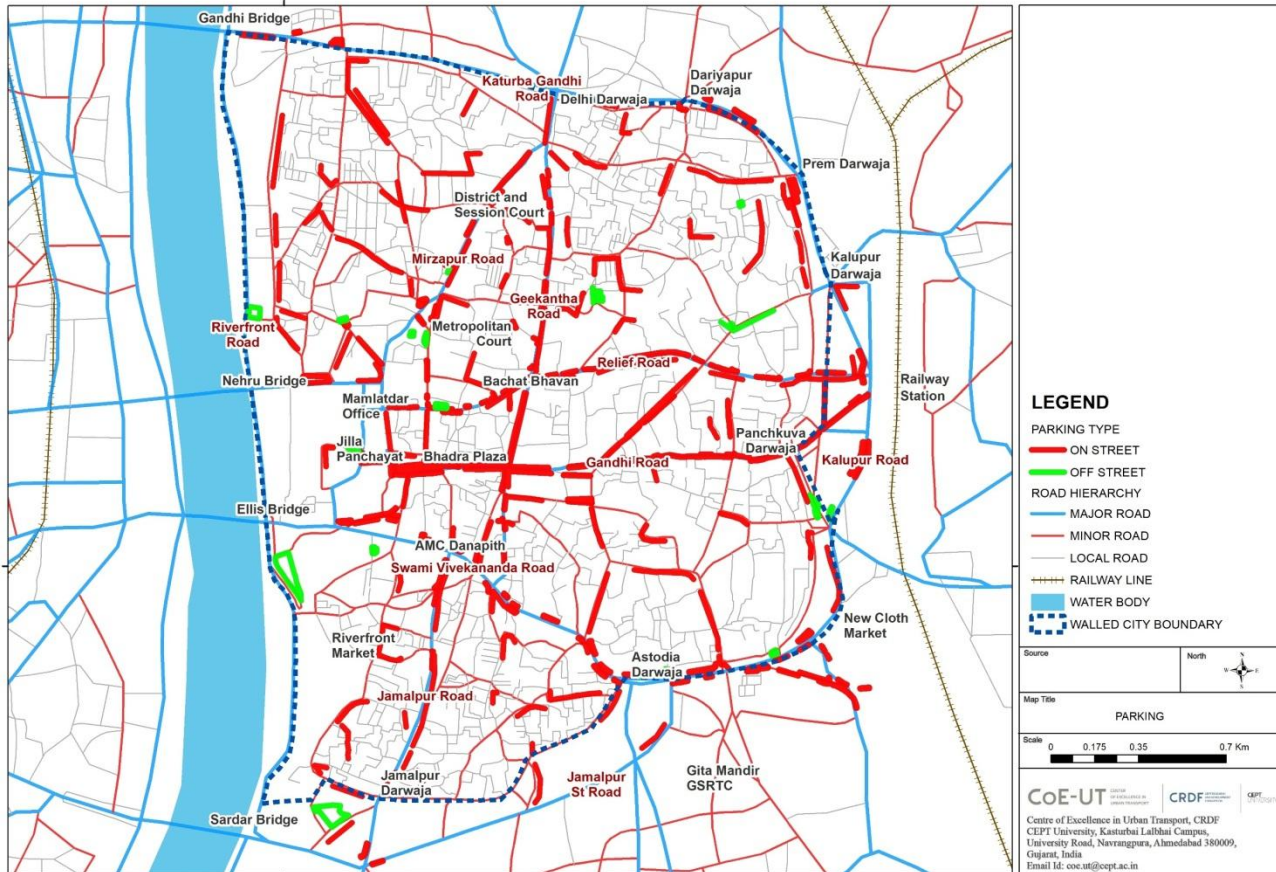 Gandhi Bridge
Katurba Gandhi
Road
Delhi Darwaja
Dariyapur
Darwaja
Prem Darwaja
District and
Session Court
Mirzapur Road
Kalupur
Darwaja
Geekantha
Road
Riverfront
Road
Metropolitan
Court
Relief Road
Nehru Bridge
Bachat Bhavan
Railway
Station
Mamlatdar
Office
Jilla
Panchayat
Bhadra Plaza
Panchkuva
Darwaja
Gandhi Road
Kalupur Road
Ellis Bridge
AMC Danapith
Swami Vivekananda Road
New Cloth
Market
Riverfront
Market
Astodia
Darwaja
Jamalpur Road
Jamalpur
Darwaja
Jamalpur
St Road
Gita Mandir
GSRTC
Sardar Bridge
LEGEND
PARKING TYPE
ON STREET
OFF STREET
ROAD HIERARCHY
MAJOR ROAD
MINOR ROAD
LOCAL ROAD
RAILWAY LINE
WATER BODY
WALLED CITY BOUNDARY
Source
North
N
W E
S
Map Title
PARKING
Scale
0 0.175 0.35 0.7 Km
CoE-UT CENTER OF EXCELLENCE IN URBAN TRANSPORT CRDF CEPT
Centre of Excellence in Urban Transport, CRDF
CEPT University, Kasturbai Lalbhai Campus,
University Road, Navrangpura, Ahmedabad 380009,
Gujarat, India
Email Id: coe.ut@cept.ac.in